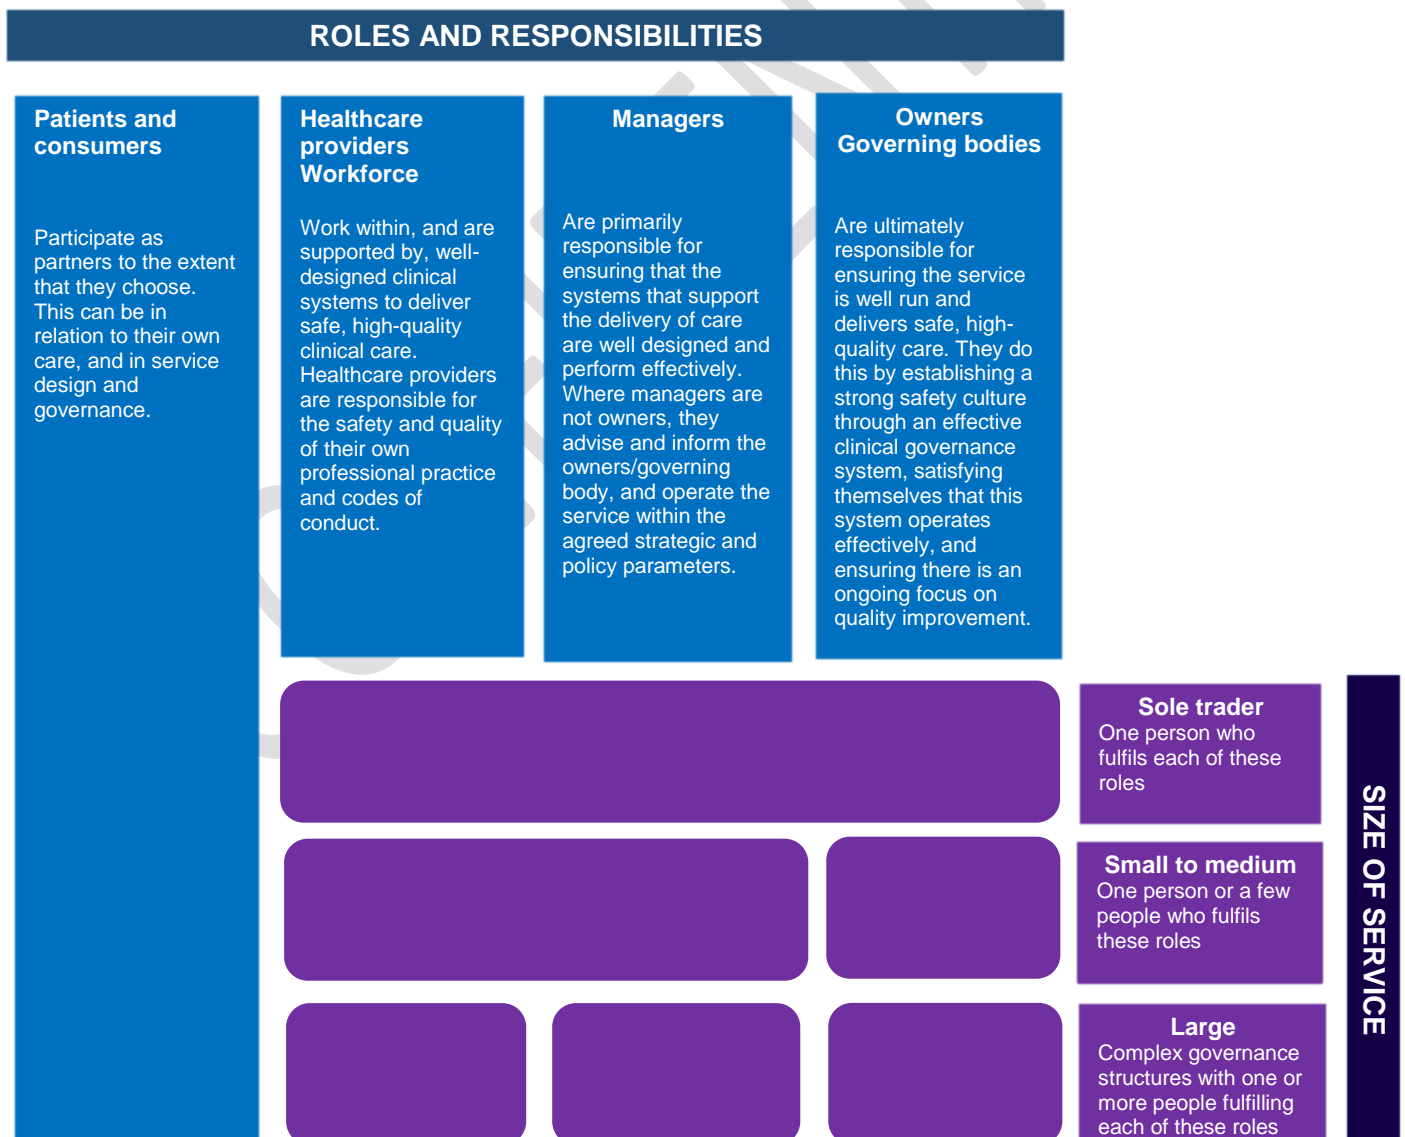 ROLES AND RESPONSIBILITIES
Patients and
consumers
Participate as
partners to the extent
that they choose.
This can be in
relation to their own
care, and in service
design and
governance.
Healthcare
providers
Workforce
Work within, and are
supported by, well-
designed clinical
systems to deliver
safe, high-quality
clinical care.
Healthcare providers
are responsible for
the safety and quality
of their own
professional practice
and codes of
conduct.
Managers
Are primarily
responsible for
ensuring that the
systems that support
the delivery of care
are well designed and
perform effectively.
Where managers are
not owners, they
advise and inform the
owners/governing
body, and operate the
service within the
agreed strategic and
policy parameters.
Owners
Governing bodies
Are ultimately
responsible for
ensuring the service
is well run and
delivers safe, high-
quality care. They do
this by establishing a
strong safety culture
through an effective
clinical governance
system, satisfying
themselves that this
system operates
effectively, and
ensuring there is an
ongoing focus on
quality improvement.
Sole trader
One person who
fulfils each of these
roles
Small to medium
One person or a few
people who fulfils
these roles
Large
Complex governance
structures with one or
more people fulfilling
each of these roles
SIZE OF SERVICE